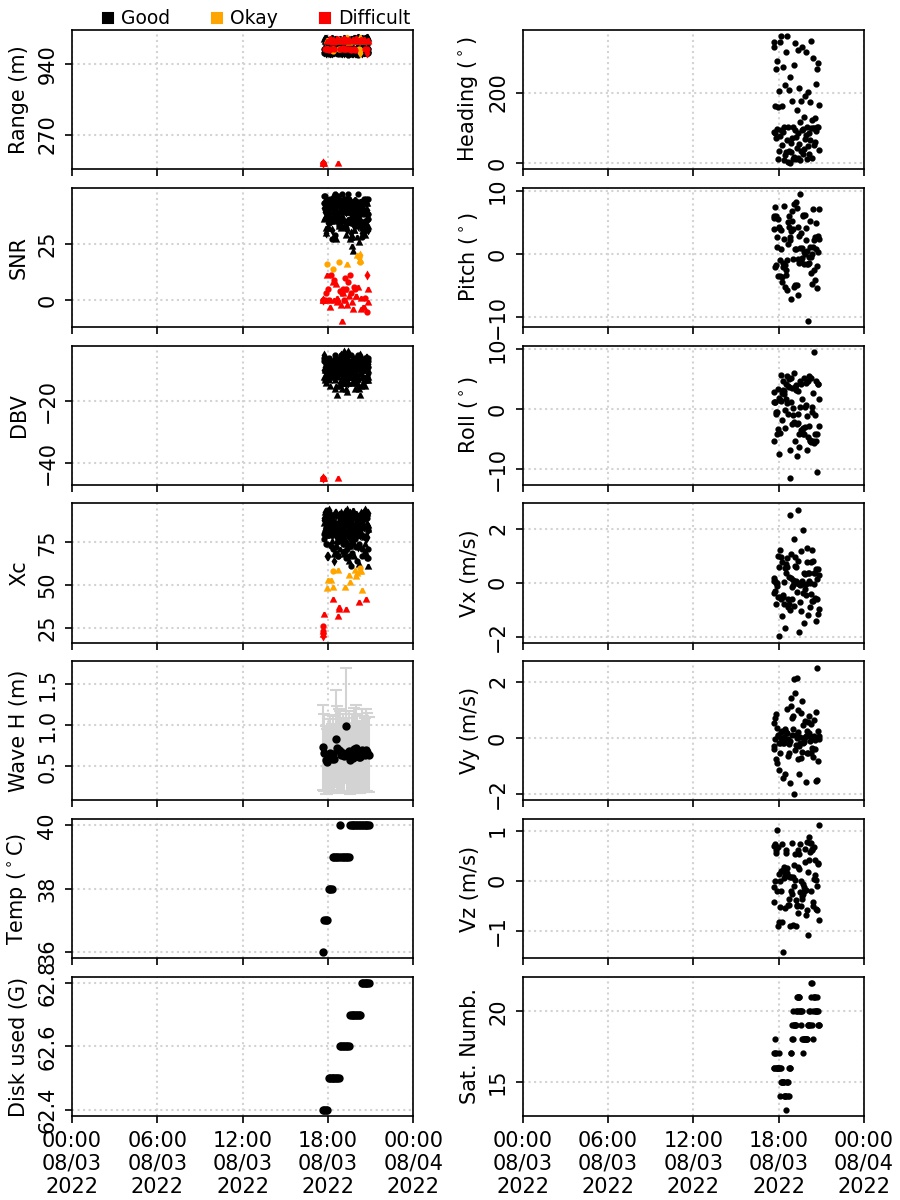 Good Okay Difficult
Range (m)
940
270
Heading (°)
200
0
SNR
25
0
Pitch (°)
10
0
−10
DBV
−20
−40
Roll (°)
10
0
−10
Xc
75
50
25
Vx (m/s)
2
0
−2
Wave H (m)
1.5
1.0
0.5
Vy (m/s)
2
0
−2
Temp (°C)
40
38
36
Vz (m/s)
1
0
−1
Disk used (G)
62.8
62.6
62.4
Sat. Numb.
20
15
00:00 06:00 12:00 18:00 00:00
08/03 08/03 08/03 08/03 08/04
2022 2022 2022 2022 2022
00:00 06:00 12:00 18:00 00:00
08/03 08/03 08/03 08/03 08/04
2022 2022 2022 2022 2022